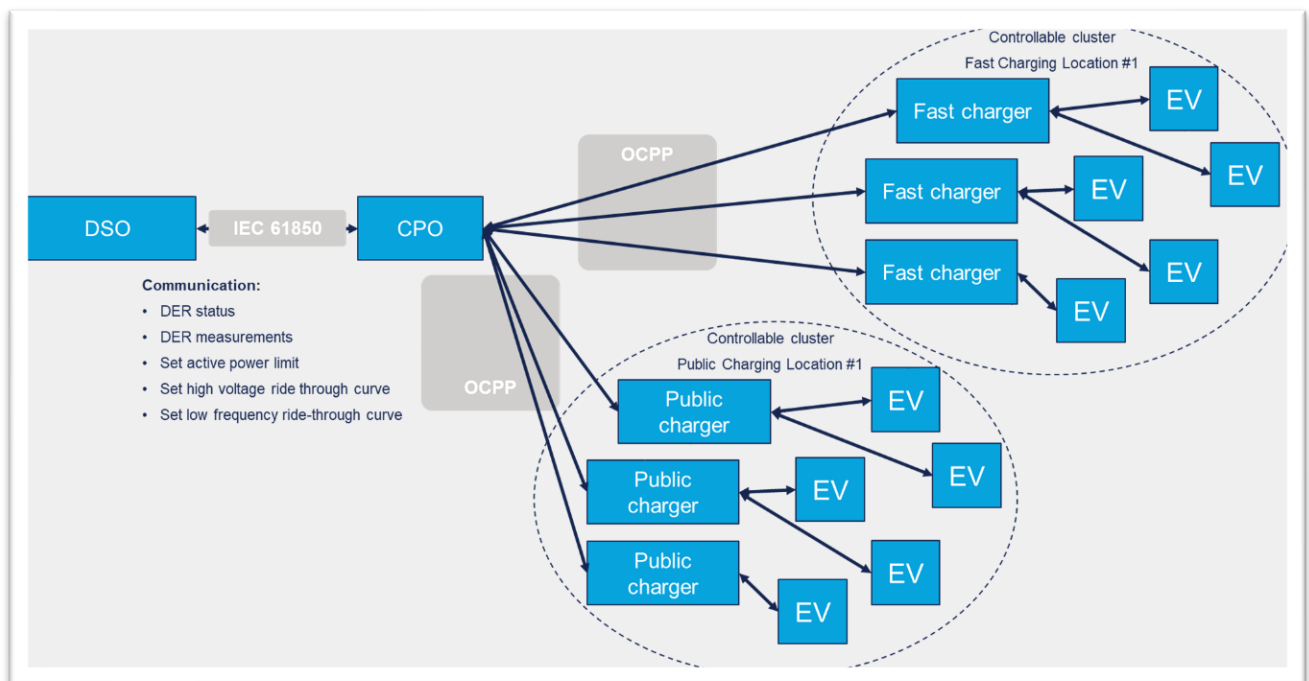 Controllable cluster
Fast Charging Location #1
EV
Fast charger
OCPP
EV
EV
Fast charger
DSO
IEC 61850
CPO
EV
Fast charger
EV
Communication:
• DER status
• DER measurements
• Set active power limit
• Set high voltage ride through curve
• Set low frequency ride-through curve
OCPP
Controllable cluster
Public Charging Location #1
EV
Public
charger
EV
EV
Public
charger
EV
Public
charger
EV